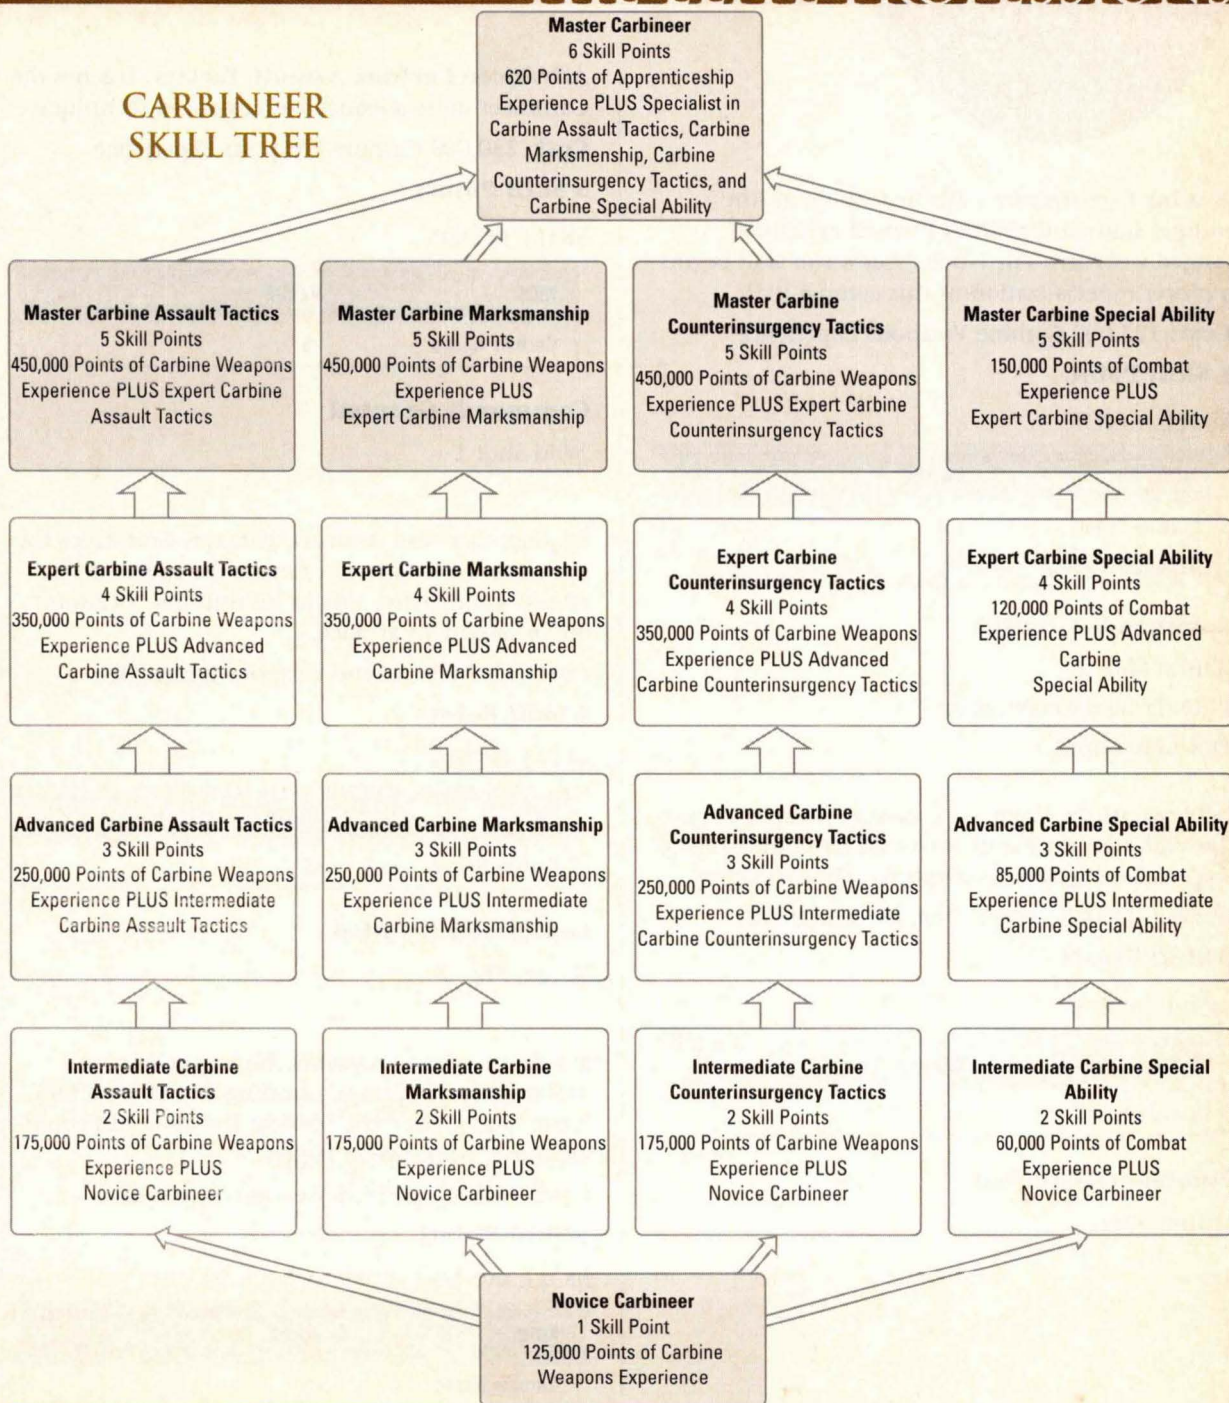 CARBINEER
SKILL TREE
Master Carbineer
6 Skill Points
620 Points of Apprenticeship
Experience PLUS Specialist in
Carbine Assault Tactics, Carbine
Marksmenship, Carbine
Counterinsurgency Tactics, and
Carbine Special Ability
Master Carbine Assault Tactics
5 Skill Points
450,000 Points of Carbine Weapons
Experience PLUS Expert Carbine
Assault Tactics
Master Carbine Marksmanship
5 Skill Points
450,000 Points of Carbine Weapons
Experience PLUS
Expert Carbine Marksmanship
Master Carbine
Counterinsurgency Tactics
5 Skill Points
450,000 Points of Carbine Weapons
Experience PLUS Expert Carbine
Counterinsurgency Tactics
Master Carbine Special Ability
5 Skill Points
150,000 Points of Combat
Experience PLUS
Expert Carbine Special Ability
Expert Carbine Assault Tactics
4 Skill Points
350,000 Points of Carbine Weapons
Experience PLUS Advanced
Carbine Assault Tactics
Expert Carbine Marksmanship
4 Skill Points
350,000 Points of Carbine Weapons
Experience PLUS Advanced
Carbine Marksmanship
Expert Carbine
Counterinsurgency Tactics
4 Skill Points
350,000 Points of Carbine Weapons
Experience PLUS Advanced
Carbine Counterinsurgency Tactics
Expert Carbine Special Ability
4 Skill Points
120,000 Points of Combat
Experience PLUS Advanced
Carbine
Special Ability
Advanced Carbine Assault Tactics
3 Skill Points
250,000 Points of Carbine Weapons
Experience PLUS Intermediate
Carbine Assault Tactics
Advanced Carbine Marksmanship
3 Skill Points
250,000 Points of Carbine Weapons
Experience PLUS Intermediate
Carbine Marksmanship
Advanced Carbine
Counterinsurgency Tactics
3 Skill Points
250,000 Points of Carbine Weapons
Experience PLUS Intermediate
Carbine Counterinsurgency Tactics
Advanced Carbine Special Ability
3 Skill Points
85,000 Points of Combat
Experience PLUS Intermediate
Carbine Special Ability
Intermediate Carbine
Assault Tactics
2 Skill Points
175,000 Points of Carbine Weapons
Experience PLUS
Novice Carbineer
Intermediate Carbine
Marksmanship
2 Skill Points
175,000 Points of Carbine Weapons
Experience PLUS
Novice Carbineer
Intermediate Carbine
Counterinsurgency Tactics
2 Skill Points
175,000 Points of Carbine Weapons
Experience PLUS
Novice Carbineer
Intermediate Carbine Special
Ability
2 Skill Points
60,000 Points of Combat
Experience PLUS
Novice Carbineer
Novice Carbineer
1 Skill Point
125,000 Points of Carbine
Weapons Experience